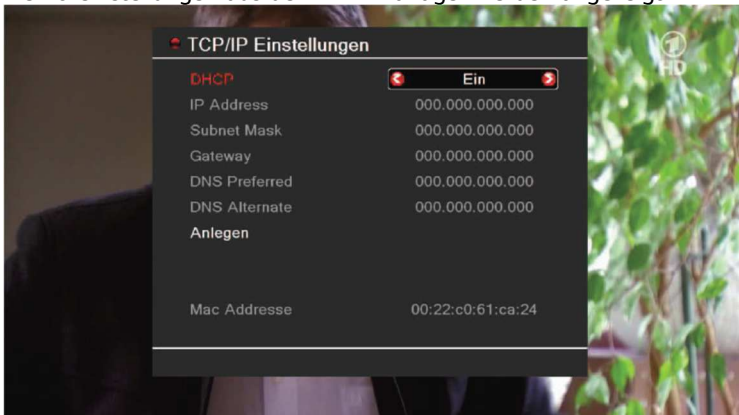 TCP/IP Einstellungen
DHCP Ein
IP Address 000.000.000.000
Subnet Mask 000.000.000.000
Gateway 000.000.000.000
DNS Preferred 000.000.000.000
DNS Alternate 000.000.000.000
Anlegen
Mac Addresse 00:22:c0:61:ca:24
1
HD